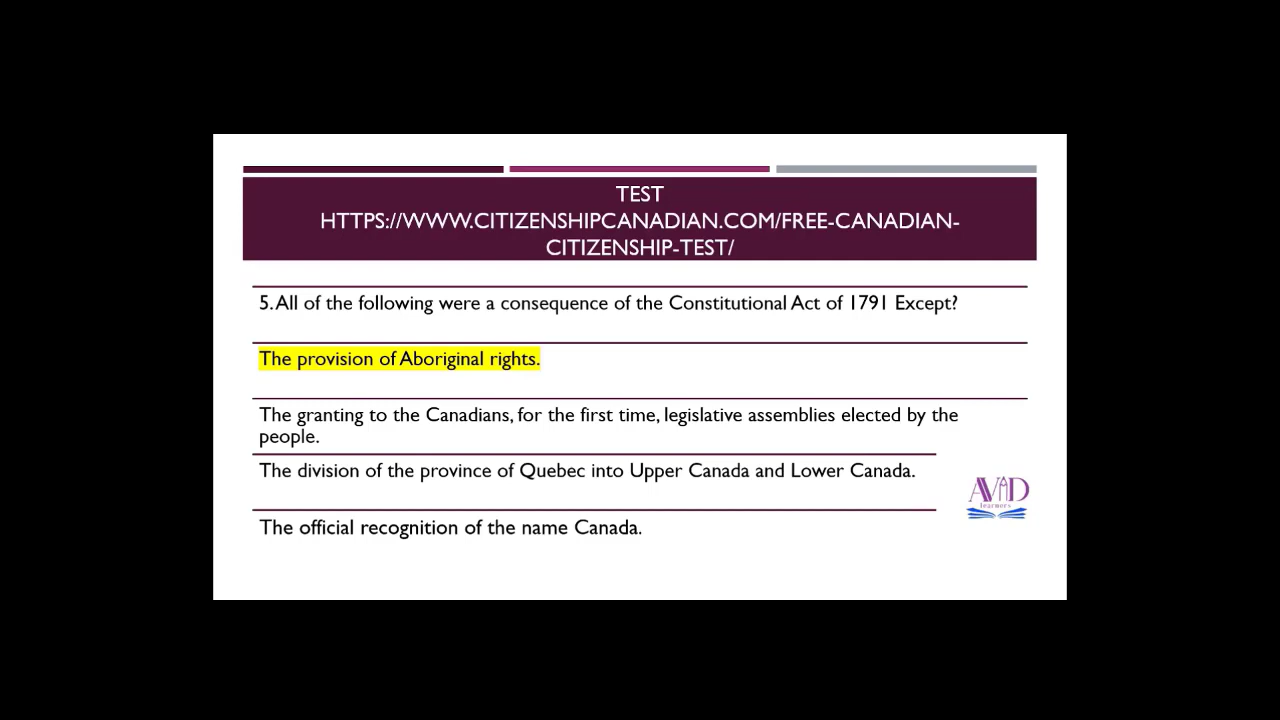 TEST
HTTPS://WWW.CITIZENSHIPCANADIAN.COM/FREE-CANADIAN-
CITIZENSHIP-TEST/
5. All of the following were a consequence of the Constitutional Act of 1791 Except?
The provision of Aboriginal rights.
The granting to the Canadians, for the first time, legislative assemblies elected by the
people.
The division of the province of Quebec into Upper Canada and Lower Canada.
AVID
learners
The official recognition of the name Canada.